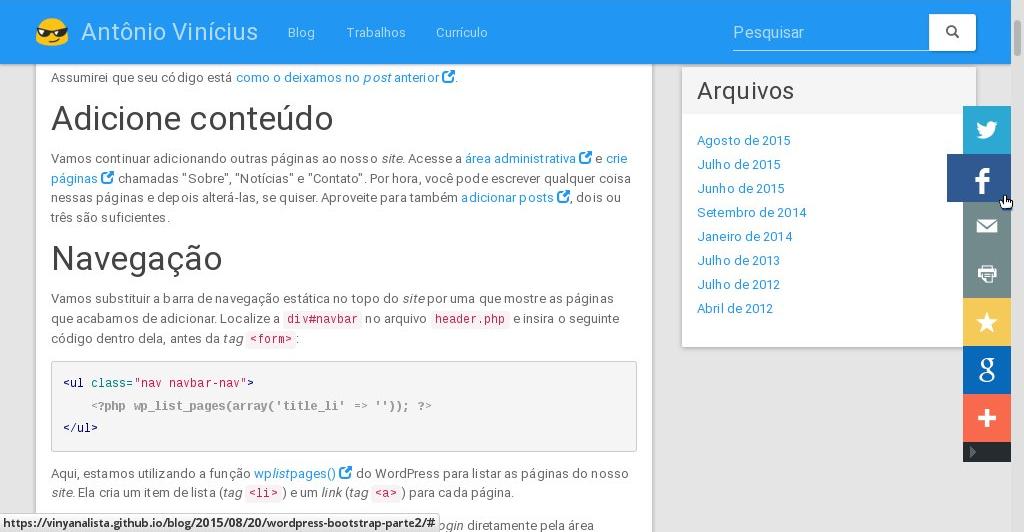 Antônio Vinícius Blog Trabalhos Currículo Pesquisar
Assumirei que seu código está como o deixamos no post anterior.
Adicione conteúdo
Vamos continuar adicionando outras páginas ao nosso site. Acesse a área administrativa e crie
páginas chamadas "Sobre", "Notícias" e "Contato". Por hora, você pode escrever qualquer coisa
nessas páginas e depois alterá-las, se quiser. Aproveite para também adicionar posts, dois ou
três são suficientes.
Navegação
Vamos substituir a barra de navegação estática no topo do site por uma que mostre as páginas
que acabamos de adicionar. Localize a div#navbar no arquivo header.php e insira o seguinte
código dentro dela, antes da tag <form>:
<ul class="nav navbar-nav">
<?php wp_list_pages(array('title_li' => '')); ?>
</ul>
Aqui, estamos utilizando a função wplistpages() do WordPress para listar as páginas do nosso
site. Ela cria um item de lista (tag <li>) e um link (tag <a>) para cada página.
ogin diretamente pela área
https://vinyanalista.github.io/blog/2015/08/20/wordpress-bootstrap-parte2/#
Arquivos
Agosto de 2015
Julho de 2015
Junho de 2015
Setembro de 2014
Janeiro de 2014
Julho de 2013
Julho de 2012
Abril de 2012